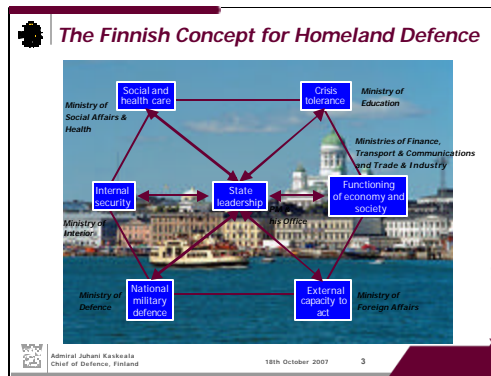 The Finnish Concept for Homeland Defence
Social and
health care
Crisis
tolerance
Ministry of
Education
Ministry of
Social Affairs &
Health
Ministries of Finance,
Transport & Communications
and Trade & Industry
Internal
security
State
leadership
Functioning
of economy and
society
his Office
Ministry of
Interior
Ministry of
Defence
National
military
defence
External
capacity to
act
Ministry of
Foreign Affairs
Admiral Juhani Kaskeala
Chief of Defence, Finland
18th October 2007
3